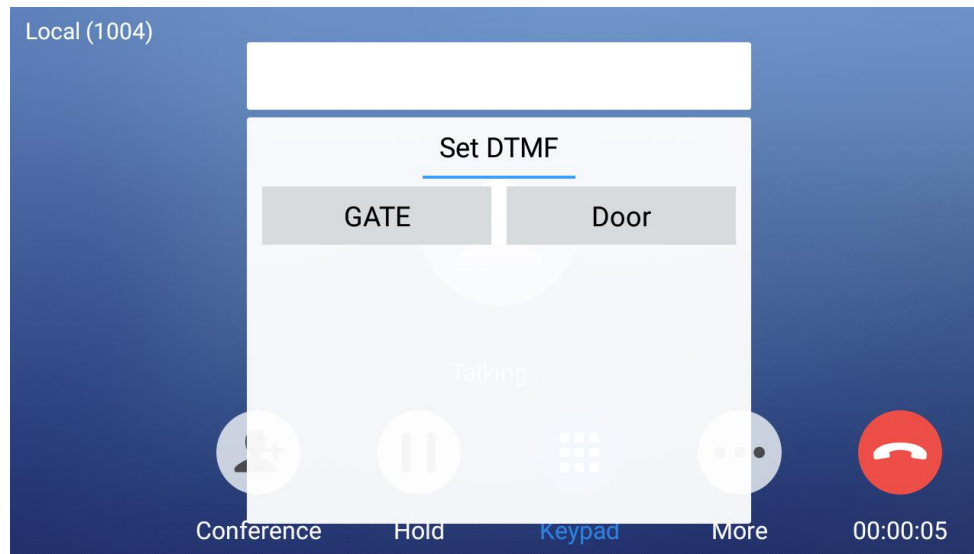 Local (1004)
Set DTMF
GATE Door
Talking...
Conference Hold Keypad More 00:00:05